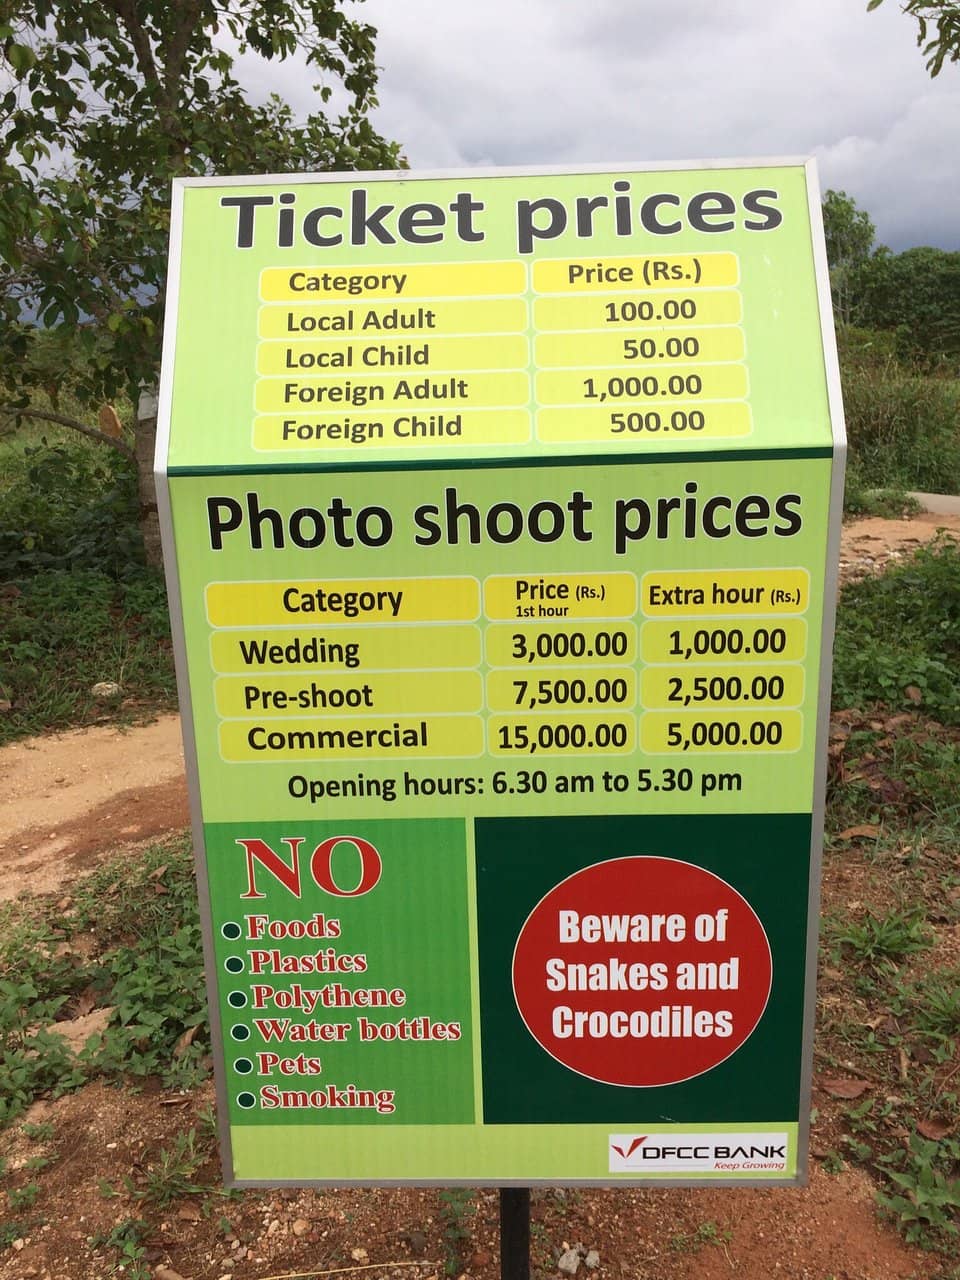 Ticket prices
Category Price (Rs.)
Local Adult 100.00
Local Child 50.00
Foreign Adult 1,000.00
Foreign Child 500.00
Photo shoot prices
Category Price (Rs.) 1st hour Extra hour (Rs.)
Wedding 3,000.00 1,000.00
Pre-shoot 7,500.00 2,500.00
Commercial 15,000.00 5,000.00
Opening hours: 6.30 am to 5.30 pm
NO
• Foods
• Plastics
• Polythene
• Water bottles
• Pets
• Smoking
Beware of
Snakes and
Crocodiles
DFCC BANK
Keep Growing